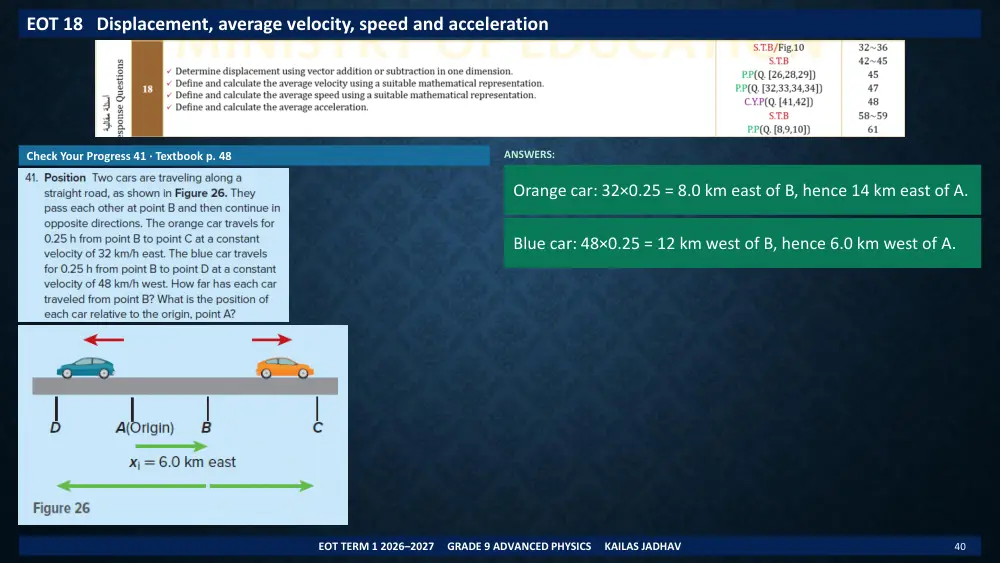 EOT 18 Displacement, average velocity, speed and acceleration
MINISTRY OF EDUCATION
أسئلة مقالية
esponse Questions
18
✓ Determine displacement using vector addition or subtraction in one dimension.
✓ Define and calculate the average velocity using a suitable mathematical representation.
✓ Define and calculate the average speed using a suitable mathematical representation.
✓ Define and calculate the average acceleration.
S.T.B/Fig.10 32~36
S.T.B 42~45
P.P(Q. [26,28,29]) 45
P.P(Q. [32,33,34,34]) 47
C.Y.P(Q. [41,42]) 48
S.T.B 58~59
P.P(Q. [8,9,10]) 61
Check Your Progress 41 · Textbook p. 48
41. Position Two cars are traveling along a
straight road, as shown in Figure 26. They
pass each other at point B and then continue in
opposite directions. The orange car travels for
0.25 h from point B to point C at a constant
velocity of 32 km/h east. The blue car travels
for 0.25 h from point B to point D at a constant
velocity of 48 km/h west. How far has each car
traveled from point B? What is the position of
each car relative to the origin, point A?
D A(Origin) B C
xi = 6.0 km east
Figure 26
ANSWERS:
Orange car: 32×0.25 = 8.0 km east of B, hence 14 km east of A.
Blue car: 48×0.25 = 12 km west of B, hence 6.0 km west of A.
EOT TERM 1 2026–2027 GRADE 9 ADVANCED PHYSICS KAILAS JADHAV
40